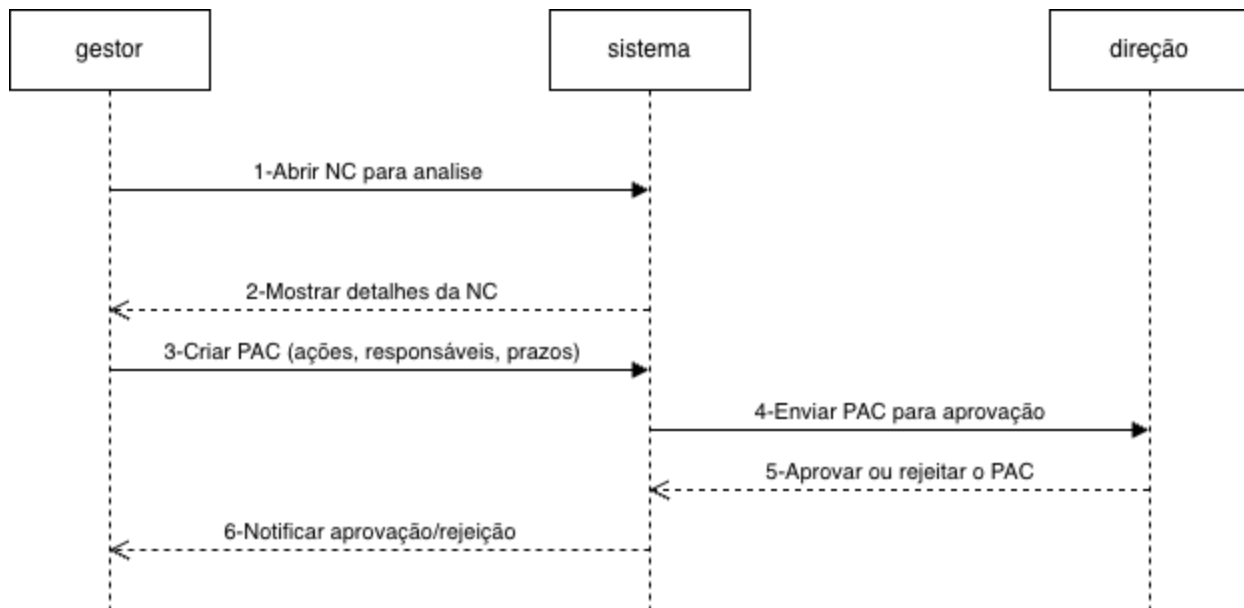 gestor
sistema
direção
1-Abrir NC para analise
2-Mostrar detalhes da NC
3-Criar PAC (ações, responsáveis, prazos)
4-Enviar PAC para aprovação
5-Aprovar ou rejeitar o PAC
6-Notificar aprovação/rejeição